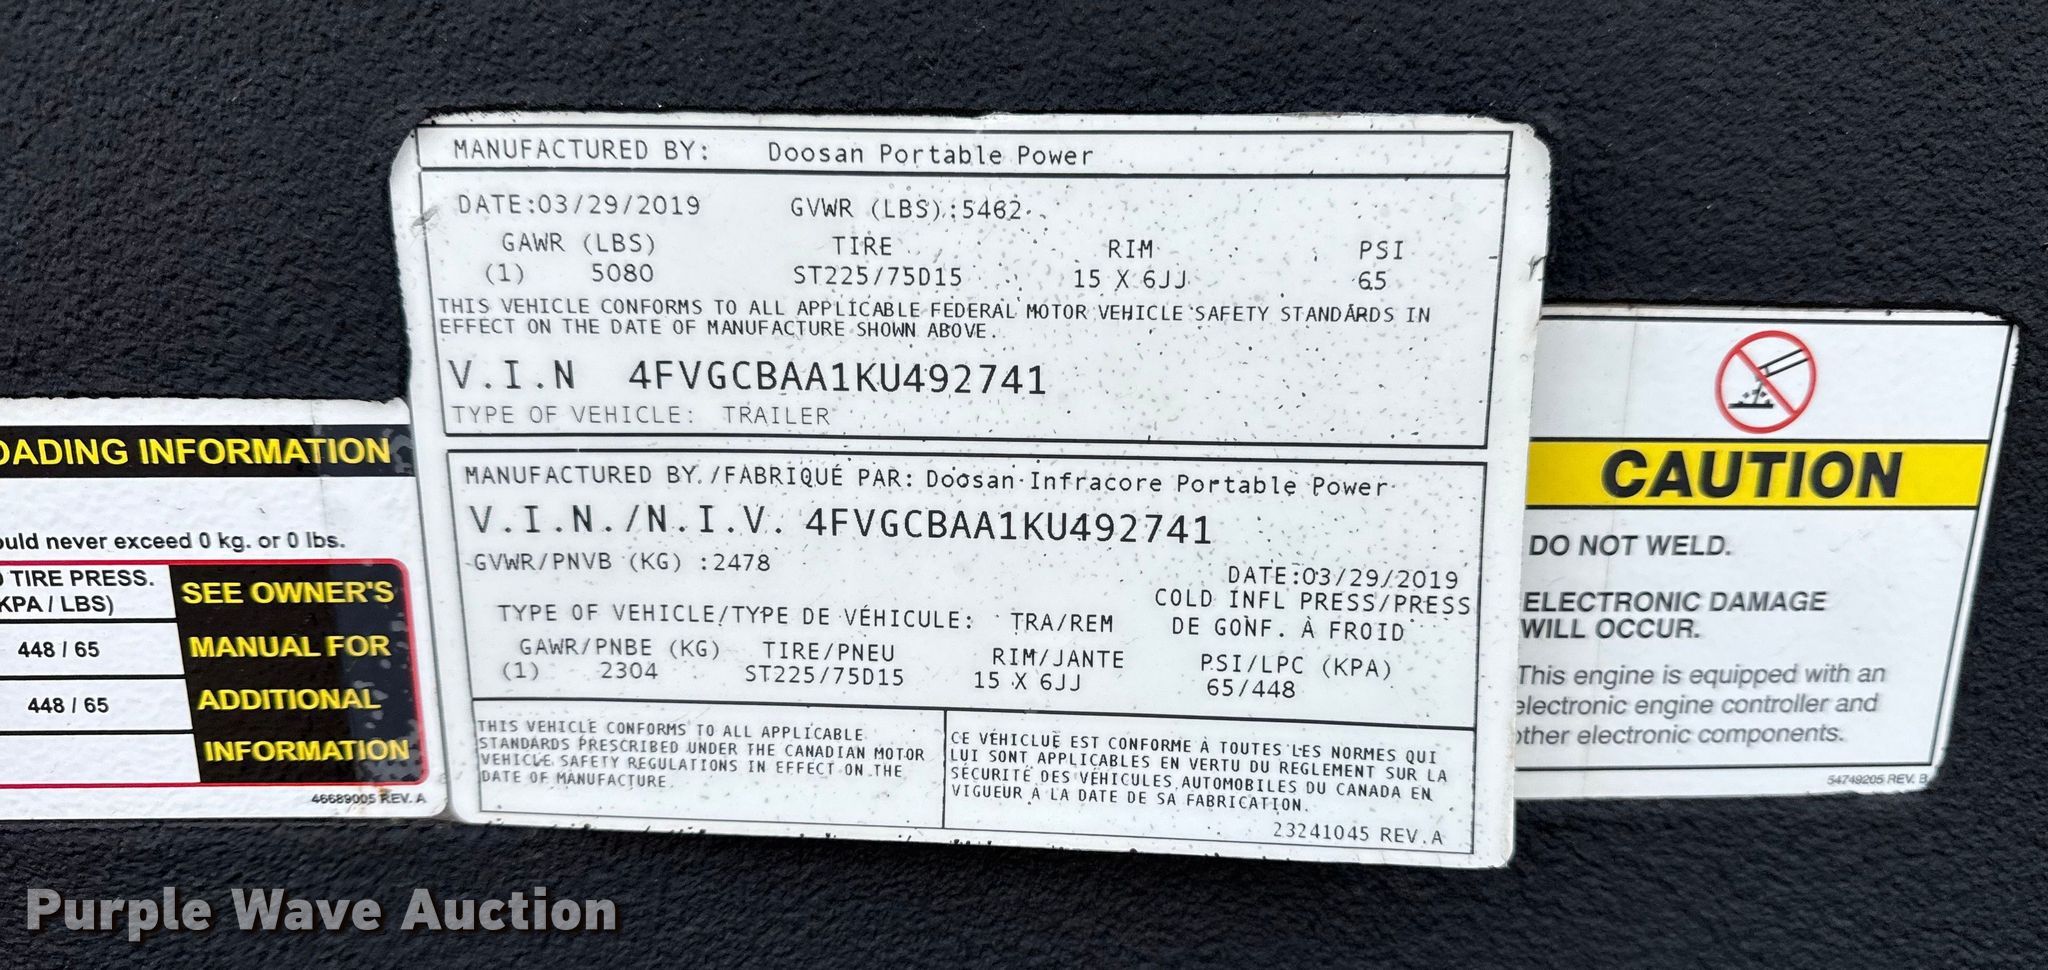 MANUFACTURED BY: Doosan Portable Power
DATE:03/29/2019 GVWR (LBS):5462
GAWR (LBS) TIRE RIM PSI
(1) 5080 ST225/75D15 15 X 6JJ 65
THIS VEHICLE CONFORMS TO ALL APPLICABLE FEDERAL MOTOR VEHICLE SAFETY STANDARDS IN
EFFECT ON THE DATE OF MANUFACTURE SHOWN ABOVE.
V.I.N 4FVGCBAA1KU492741
TYPE OF VEHICLE: TRAILER
MANUFACTURED BY./FABRIQUÉ PAR: Doosan Infracore Portable Power
V.I.N./N.I.V. 4FVGCBAA1KU492741
GVWR/PNVB (KG) :2478
DATE:03/29/2019
COLD INFL PRESS/PRESS
TYPE OF VEHICLE/TYPE DE VÉHICULE: TRA/REM DE GONF. À FROID
GAWR/PNBE (KG) TIRE/PNEU RIM/JANTE PSI/LPC (KPA)
(1) 2304 ST225/75D15 15 X 6JJ 65/448
THIS VEHICLE CONFORMS TO ALL APPLICABLE
STANDARDS PRESCRIBED UNDER THE CANADIAN MOTOR
VEHICLE SAFETY REGULATIONS IN EFFECT ON THE
DATE OF MANUFACTURE
CE VÉHICLUE EST CONFORME À TOUTES LES NORMES QUI
LUI SONT APPLICABLES EN VERTU DU REGLEMENT SUR LA
SÉCURITÉ DES VÉHICULES AUTOMOBILES DU CANADA EN
VIGUEUR À LA DATE DE SA FABRICATION.
23241045 REV.A
OADING INFORMATION
ould never exceed 0 kg. or 0 lbs.
TIRE PRESS.
KPA / LBS)
448 / 65
448 / 65
SEE OWNER'S
MANUAL FOR
ADDITIONAL
INFORMATION
46689005 REV. A
CAUTION
DO NOT WELD.
ELECTRONIC DAMAGE
WILL OCCUR.
This engine is equipped with an
electronic engine controller and
other electronic components.
54749205 REV. B
Purple Wave Auction